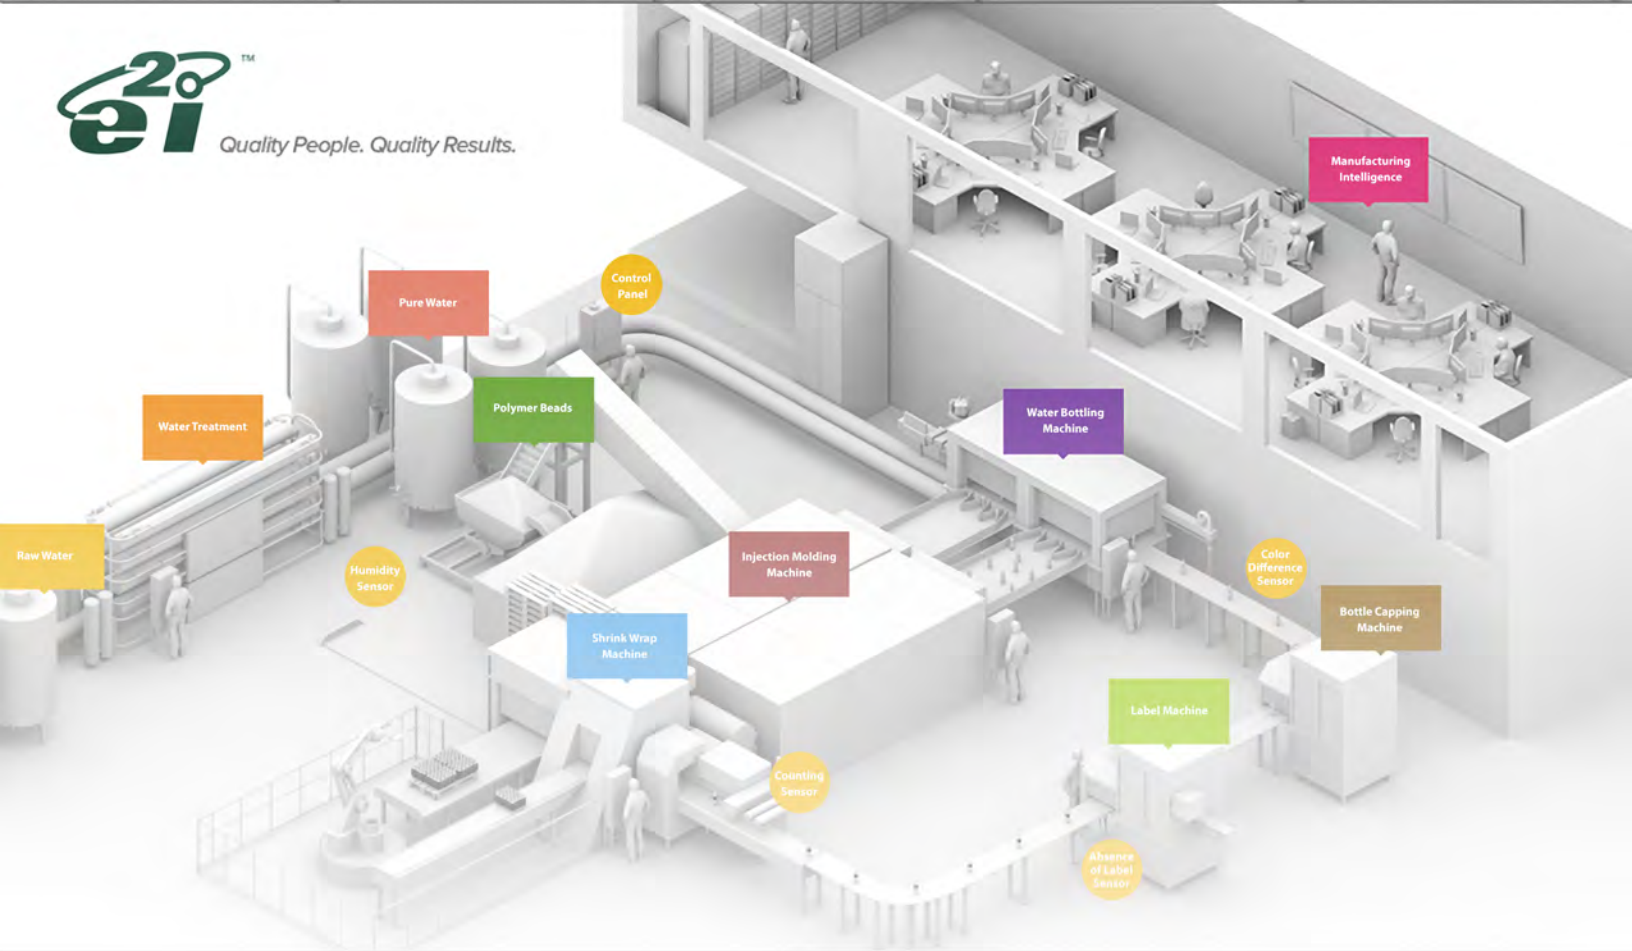 e2i ™
Quality People. Quality Results.
Manufacturing
Intelligence
Control
Panel
Pure Water
Polymer Beads
Water Bottling
Machine
Water Treatment
Raw Water
Humidity
Sensor
Injection Molding
Machine
Color
Difference
Sensor
Bottle Capping
Machine
Shrink Wrap
Machine
Label Machine
Counting
Sensor
Absence
of Label
Sensor